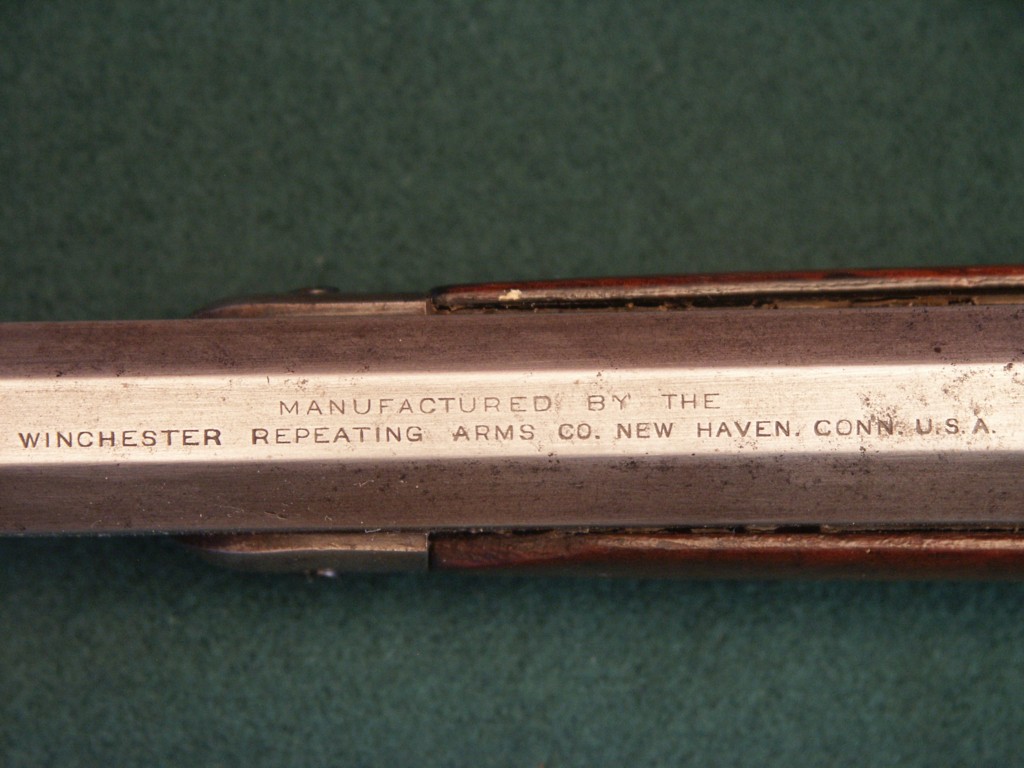 MANUFACTURED BY THE
WINCHESTER REPEATING ARMS CO. NEW HAVEN. CONN. U.S.A.